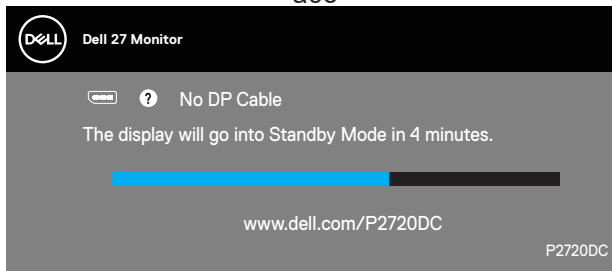 DELL
Dell 27 Monitor
? No DP Cable
The display will go into Standby Mode in 4 minutes.
www.dell.com/P2720DC
P2720DC